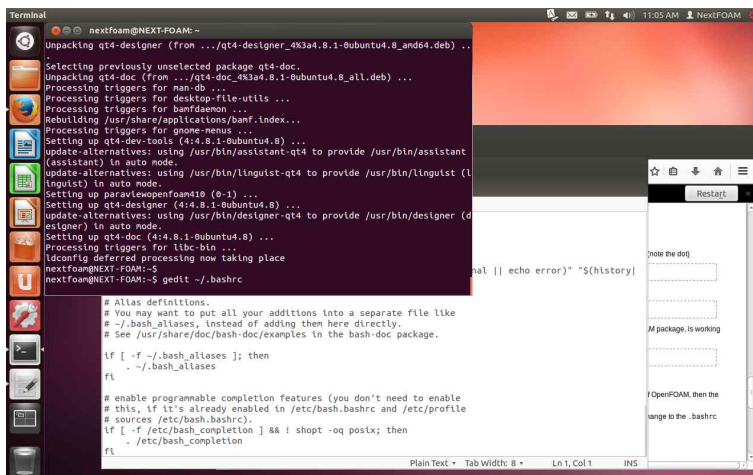 Terminal
11:05 AM
NextFOAM
nextfoam@NEXT-FOAM: ~
Unpacking qt4-designer (from .../qt4-designer_4%3a4.8.1-0ubuntu4.8_amd64.deb) ..
.
Selecting previously unselected package qt4-doc.
Unpacking qt4-doc (from .../qt4-doc_4%3a4.8.1-0ubuntu4.8_all.deb) ...
Processing triggers for man-db ...
Processing triggers for desktop-file-utils ...
Processing triggers for bamfdaemon ...
Rebuilding /usr/share/applications/bamf.index...
Processing triggers for gnome-menus ...
Setting up qt4-dev-tools (4:4.8.1-0ubuntu4.8) ...
update-alternatives: using /usr/bin/assistant-qt4 to provide /usr/bin/assistant
(assistant) in auto mode.
update-alternatives: using /usr/bin/linguist-qt4 to provide /usr/bin/linguist (l
inguist) in auto mode.
Setting up paraviewopenfoam410 (0-1) ...
Setting up qt4-designer (4:4.8.1-0ubuntu4.8) ...
update-alternatives: using /usr/bin/designer-qt4 to provide /usr/bin/designer (d
esigner) in auto mode.
Setting up qt4-doc (4:4.8.1-0ubuntu4.8) ...
Processing triggers for libc-bin ...
ldconfig deferred processing now taking place
nextfoam@NEXT-FOAM:~$
nextfoam@NEXT-FOAM:~$ gedit ~/.bashrc
Restart
(note the dot)
nal || echo error)" "$(history|
# Alias definitions.
# You may want to put all your additions into a separate file like
# ~/.bash_aliases, instead of adding them here directly.
# See /usr/share/doc/bash-doc/examples in the bash-doc package.
if [ -f ~/.bash_aliases ]; then
. ~/.bash_aliases
fi
# enable programmable completion features (you don't need to enable
# this, if it's already enabled in /etc/bash.bashrc and /etc/profile
# sources /etc/bash.bashrc).
if [ -f /etc/bash_completion ] && ! shopt -oq posix; then
. /etc/bash_completion
fi
Plain Text
Tab Width: 8
Ln 1, Col 1
INS
package, is working
OpenFOAM, then the
change to the .bashrc